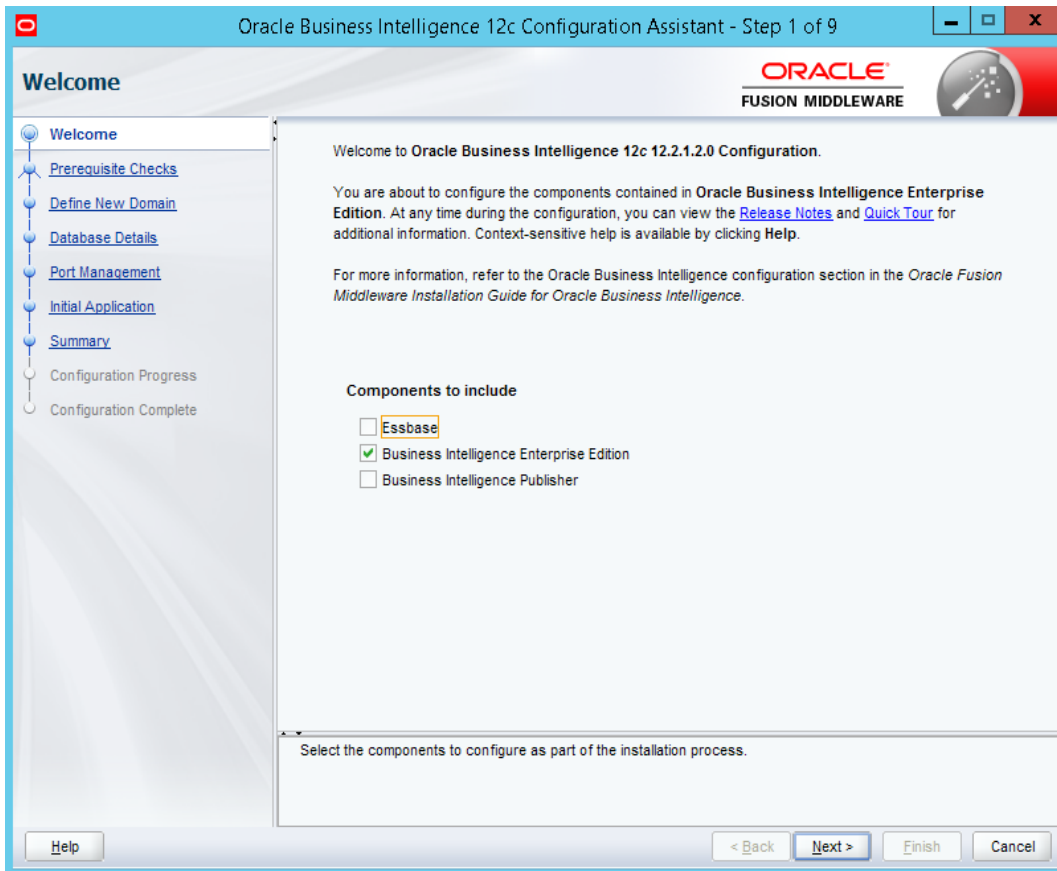 Oracle Business Intelligence 12c Configuration Assistant - Step 1 of 9
Welcome
ORACLE
FUSION MIDDLEWARE
Welcome
Prerequisite Checks
Define New Domain
Database Details
Port Management
Initial Application
Summary
Configuration Progress
Configuration Complete
Welcome to Oracle Business Intelligence 12c 12.2.1.2.0 Configuration.
You are about to configure the components contained in Oracle Business Intelligence Enterprise
Edition. At any time during the configuration, you can view the Release Notes and Quick Tour for
additional information. Context-sensitive help is available by clicking Help.
For more information, refer to the Oracle Business Intelligence configuration section in the Oracle Fusion
Middleware Installation Guide for Oracle Business Intelligence.
Components to include
Essbase
Business Intelligence Enterprise Edition
Business Intelligence Publisher
Select the components to configure as part of the installation process.
Help
< Back
Next >
Finish
Cancel